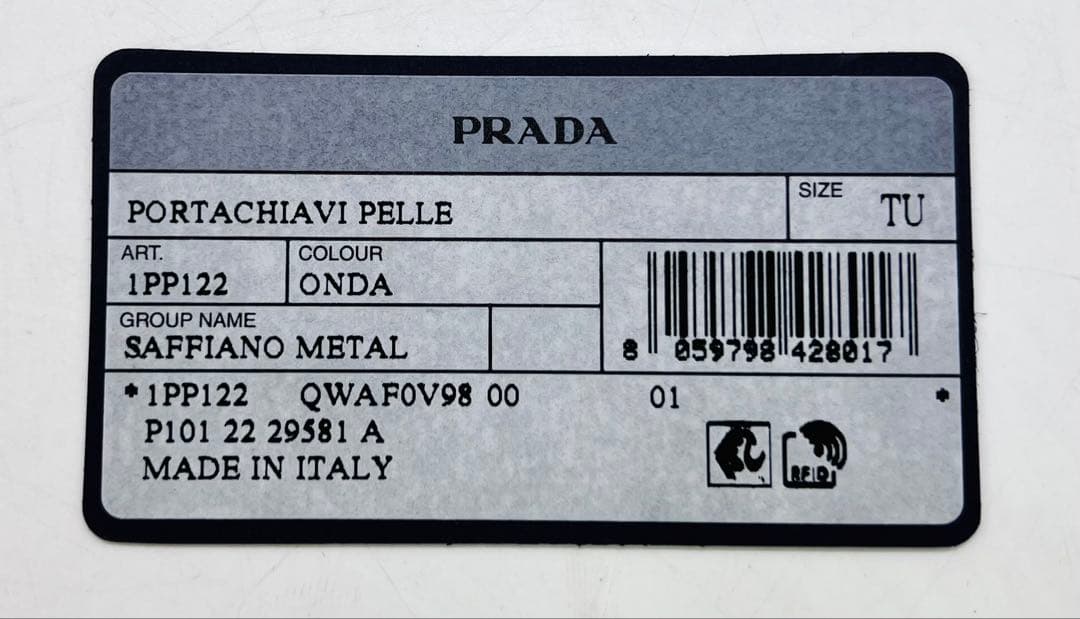 PRADA
PORTACHIAVI PELLE
SIZE TU
ART.
1PP122
COLOUR
ONDA
GROUP NAME
SAFFIANO METAL
8 059798 428017
* 1PP122 QWAF0V98 00 01 *
P101 22 29581 A
MADE IN ITALY
RFID